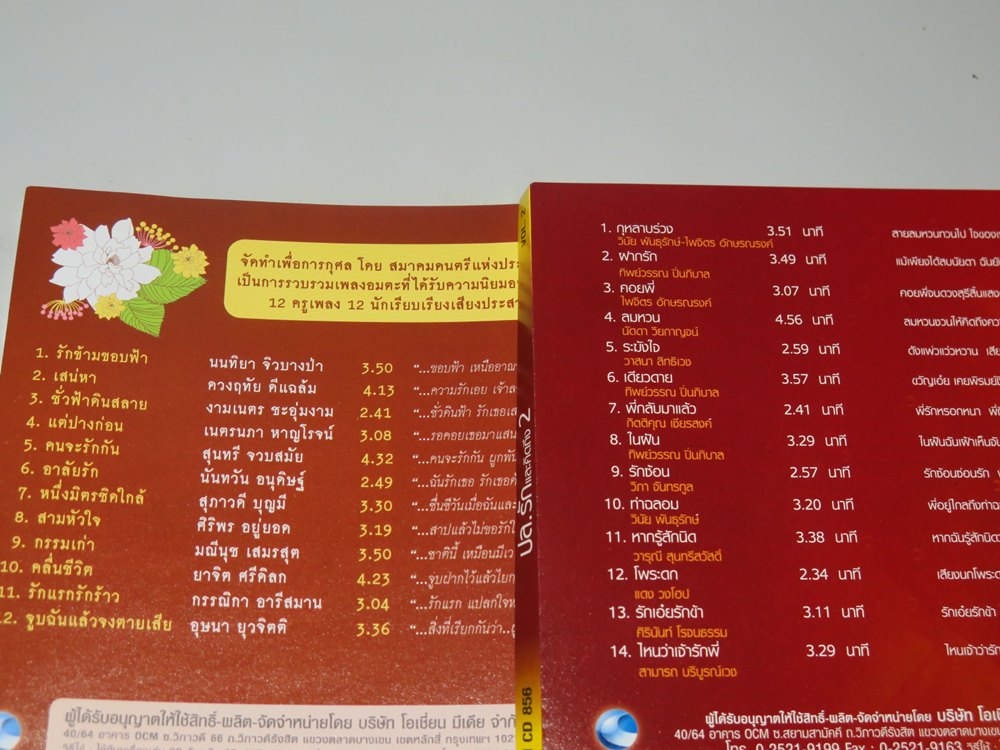 จัดทำเพื่อการกุศล โดย สมาคมดนตรีแห่งประ
เป็นการรวบรวมเพลงอมตะที่ได้รับความนิยมอ
12 ครูเพลง 12 นักเรียบเรียงเสียงประสา
1. รักข้ามขอบฟ้า นนทิยา จิวบางป่า 3.50 "...ขอบฟ้า เหนืออาณ
2. เสน่หา ดวงฤทัย ดีแฉล้ม 4.13 "...ความรักเอย เจ้าล
3. ชั่วฟ้าดินสลาย งามเนตร ชะอุ่มงาม 2.41 "...ชั่วดินฟ้า รักเธอเส
4. แต่ปางก่อน เนตรนภา หาญโรจน์ 3.08 "...รอคอยเธอมาแสน
5. คนจะรักกัน สุนทรี จวบสมัย 4.32 "...คนจะรักกัน ผูกพัน
6. อาลัยรัก นันทวัน อนุดิษฐ์ 2.49 "...ฉันรักเธอ รักเธอด้
7. หนึ่งมิตรชิดใกล้ สุภาวดี บุญมี 3.30 "...ชื่นชีวันเมื่อฉันและ
8. สามหัวใจ ศิริพร อยู่ยอด 3.19 "...สาปแล้วไม่ขอรักใ
9. กรรมเก่า มณีนุช เสมรสุต 3.50 "...ชาตินี้ เหมือนมีเว
10. คลื่นชีวิต ยาจิต ศรีดิลก 4.23 "...จูบฝากไว้แล้วไยก
11. รักแรกรักร้าว กรรณิกา อารีสมาน 3.04 "...รักแรก แปลกใจห
12. จูบฉันแล้วจงตายเสีย อุษนา ยุวจิตติ 3.36 "...สิ่งที่เรียกกันว่า..
ผู้ได้รับอนุญาตให้ใช้สิทธิ์-ผลิต-จัดจำหน่ายโดย บริษัท โอเชี่ยน มีเดีย จำกั
40/64 อาคาร OCM ซ.วิภาวดี 66 ถ.วิภาวดีรังสิต แขวงตลาดบางเขน เขตหลักสี่ กรุงเทพฯ 102
VOL. 2
ปล.รักและคิดถึง 2
CD 856
1. กุหลาบร่วง 3.51 นาที สายลมหวนทวนไป ใจของเ
วินัย พันธุรักษ์-ไพจิตร อักษรณรงค์
2. ฝากรัก 3.49 นาที แม้เพียงได้ลบนัยตา ฉันยิ
ทิพย์วรรณ ปิ่นภิบาล
3. คอยพี่ 3.07 นาที คอยพี่จนดวงสุรีสิ้นแสง
ไพจิตร อักษรณรงค์
4. ลมหวน 4.56 นาที ลมหวนชวนให้คิดถึงคว
นัดดา วิยกาญจน์
5. ระฆังใจ 2.59 นาที ดังแผ่วแว่วหวาน เสีย
วาสนา สิทธิเวช
6. เดียวดาย 3.57 นาที ขวัญเอ๋ย เคยภิรมย์
ทิพย์วรรณ ปิ่นภิบาล
7. พี่กลับมาแล้ว 2.41 นาที พี่รักหรอกหนา พี่
กิตติคุณ เชียรสงค์
8. ในฝัน 3.29 นาที ในฝันฉันเฝ้าเห็นฉั
ทิพย์วรรณ ปิ่นภิบาล
9. รักซ้อน 2.57 นาที รักซ้อนซ่อนรัก
วิภา จันทรกูล
10. ท่าฉลอม 3.20 นาที พี่อยู่ไกลถึงท่าฉ
วินัย พันธุรักษ์
11. หากรู้สักนิด 3.38 นาที หากฉันรู้สักนิด
วารุณี สุนทรีสวัสดิ์
12. โพระดก 2.34 นาที เสียงนกโพระด
แดง วงโอป
13. รักเอ๋ยรักข้า 3.11 นาที รักเอ๋ยรักข้า
ศิรินันท์ โรจนธรรม
14. ไหนว่าเจ้ารักพี่ 3.29 นาที ไหนเจ้าว่ารัก
สามารถ บริบูรณ์เวช
ผู้ได้รับอนุญาตให้ใช้สิทธิ์-ผลิต-จัดจำหน่ายโดย บริษัท โอเ
40/64 อาคาร OCM ซ.สยามสามัคคี ถ.วิภาวดีรังสิต แขวงตลาดบางเขน
โทร. 0-2521-9199 Fax : 0-2551-1163